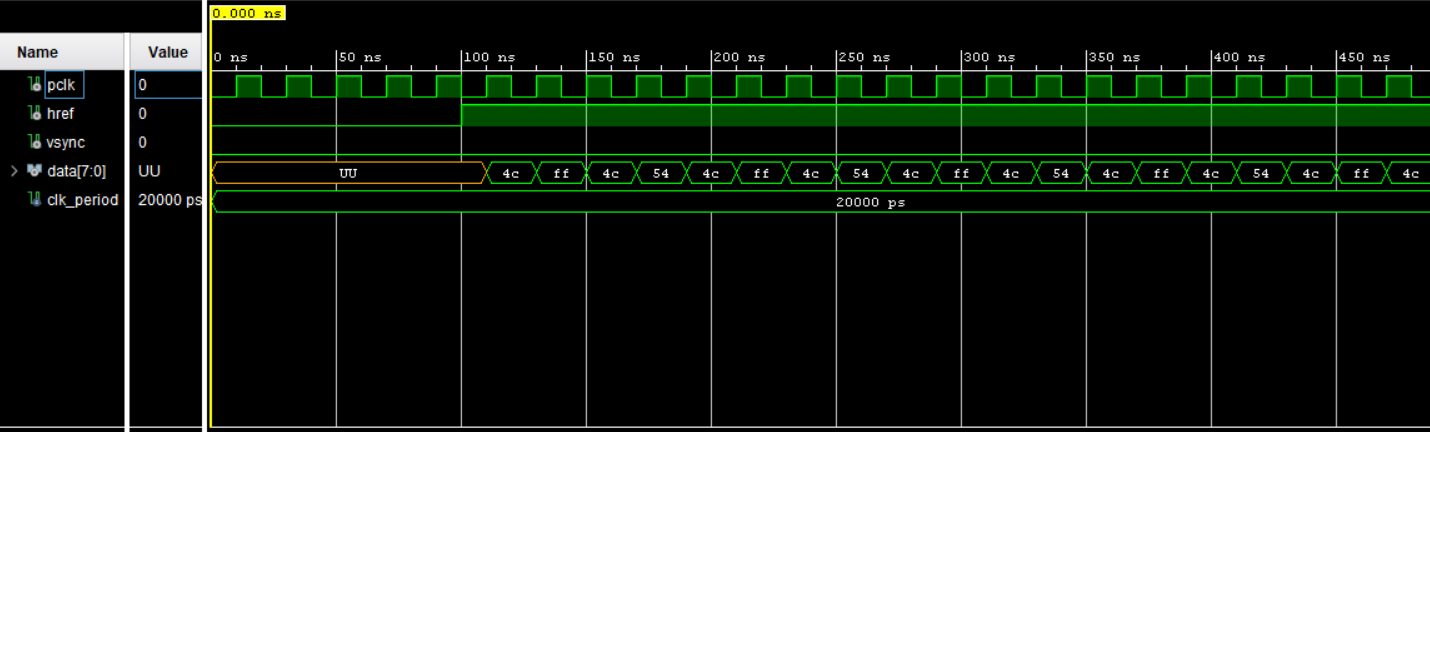 0.000 ns
Name Value
0 ns 50 ns 100 ns 150 ns 200 ns 250 ns 300 ns 350 ns 400 ns 450 ns
pclk 0
href 0
vsync 0
data[7:0] UU UU 4c ff 4c 54 4c ff 4c 54 4c ff 4c 54 4c ff 4c 54 4c ff 4c
clk_period 20000 ps 20000 ps